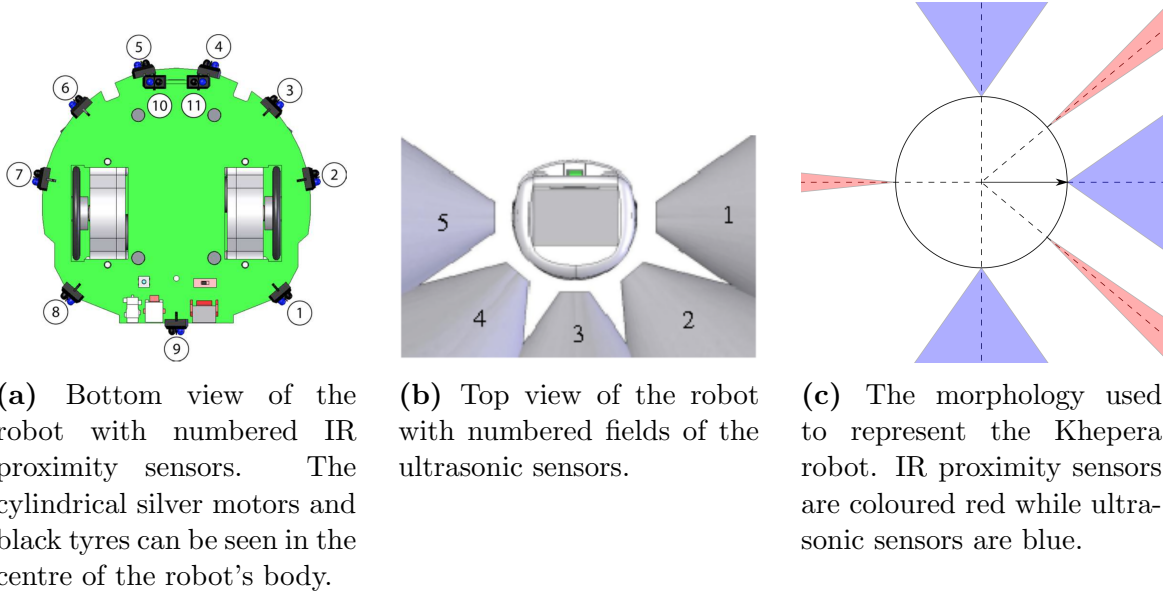 5
4
6
3
10
11
7
2
8
1
9
5
1
4
3
2
(a) Bottom view of the
robot with numbered IR
proximity sensors. The
cylindrical silver motors and
black tyres can be seen in the
centre of the robot's body.
(b) Top view of the robot
with numbered fields of the
ultrasonic sensors.
(c) The morphology used
to represent the Khepera
robot. IR proximity sensors
are coloured red while ultra-
sonic sensors are blue.